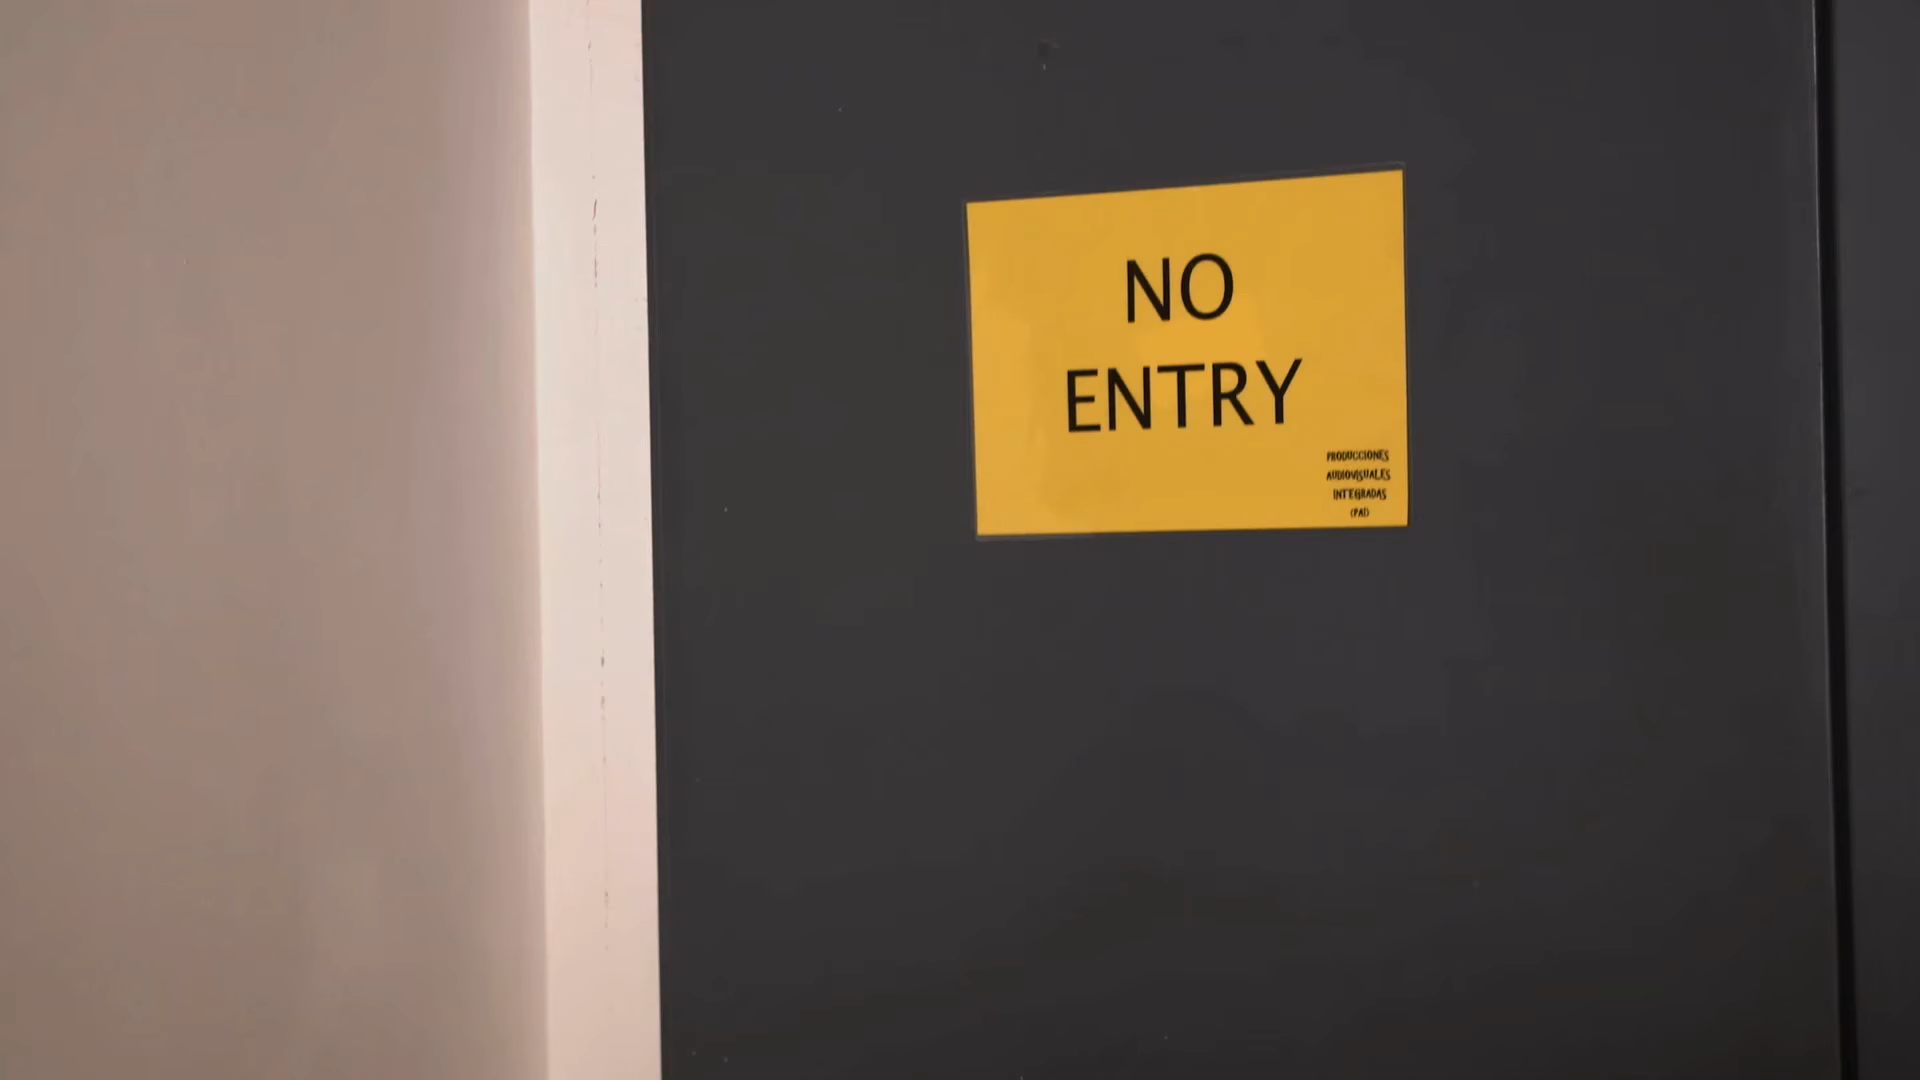 NO
ENTRY
PRODUCCIONES
AUDIOVISUALES
INTEGRADAS
(PAI)